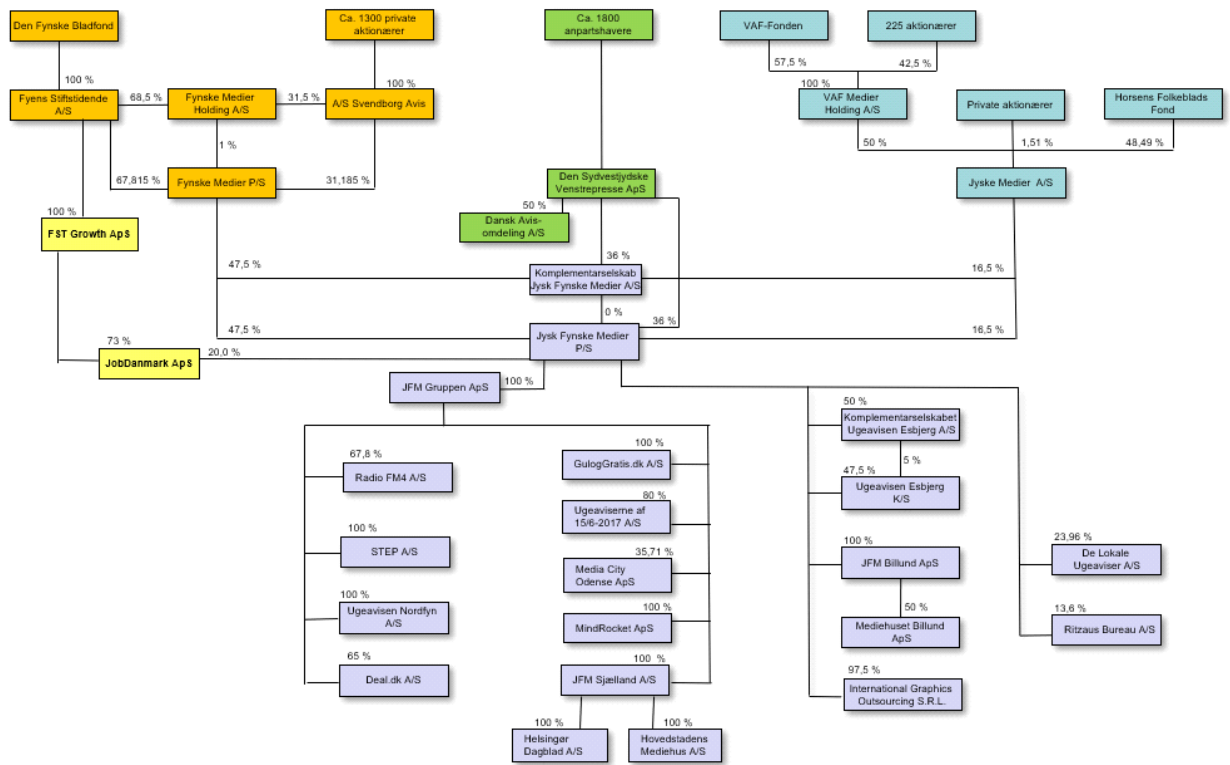 Den Fynske Bladfond
Ca. 1300 private
aktionærer
Ca. 1800
anpartshavere
VAF-Fonden
225 aktionærer
100 %
100 %
57,5 %
42,5 %
100 %
Fyens Stiftstidende
A/S
68,5 %
Fynske Medier
Holding A/S
31,5 %
A/S Svendborg Avis
VAF Medier
Holding A/S
Private aktionærer
Horsens Folkeblads
Fond
1 %
50 %
1,51 %
48,49 %
67,815 %
Fynske Medier P/S
31,185 %
Den Sydvestjydske
Venstrepresse ApS
Jyske Medier A/S
100 %
FST Growth ApS
50 %
Dansk Avis-
omdeling A/S
36 %
47,5 %
Komplementarselskab
Jysk Fynske Medier A/S
16,5 %
0 %
36 %
47,5 %
Jysk Fynske Medier
P/S
16,5 %
73 %
JobDanmark ApS
20,0 %
JFM Gruppen ApS
100 %
50 %
Komplementarselskabet
Ugeavisen Esbjerg A/S
5 %
47,5 %
Ugeavisen Esbjerg
K/S
67,8 %
Radio FM4 A/S
100 %
GulogGratis.dk A/S
80 %
Ugeaviserne af
15/6-2017 A/S
100 %
STEP A/S
35,71 %
Media City
Odense ApS
100 %
JFM Billund ApS
23,96 %
De Lokale
Ugeaviser A/S
100 %
Ugeavisen Nordfyn
A/S
100 %
MindRocket ApS
50 %
Mediehuset Billund
ApS
13,6 %
Ritzaus Bureau A/S
65 %
Deal.dk A/S
100 %
JFM Sjælland A/S
97,5 %
International Graphics
Outsourcing S.R.L.
100 %
Helsingør
Dagblad A/S
100 %
Hovedstadens
Mediehus A/S